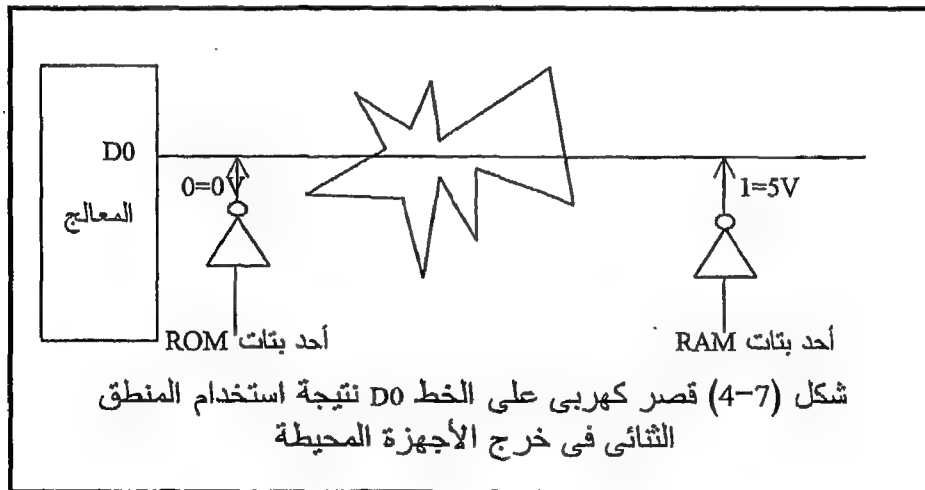 D0
0=0V
1=5V
المعالج
أحد بتات ROM
أحد بتات RAM
شكل (4-7) قصر كهربى على الخط D0 نتيجة استخدام المنطق
الثنائى فى خرج الأجهزة المحيطة